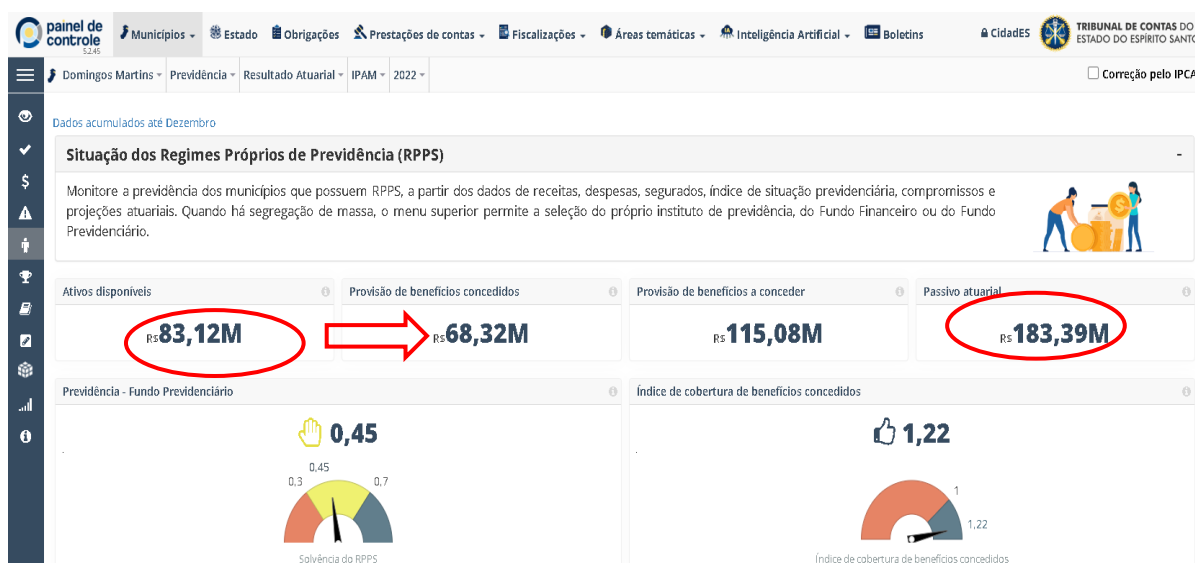 painel de controle
5.2.45
Municípios
Estado
Obrigações
Prestações de contas
Fiscalizações
Áreas temáticas
Inteligência Artificial
Boletins
CidadES
TRIBUNAL DE CONTAS DO
ESTADO DO ESPÍRITO SANTO
Domingos Martins
Previdência
Resultado Atuarial
IPAM
2022
Correção pelo IPCA
Dados acumulados até Dezembro
Situação dos Regimes Próprios de Previdência (RPPS)
-
Monitore a previdência dos municípios que possuem RPPS, a partir dos dados de receitas, despesas, segurados, índice de situação previdenciária, compromissos e
projeções atuariais. Quando há segregação de massa, o menu superior permite a seleção do próprio instituto de previdência, do Fundo Financeiro ou do Fundo
Previdenciário.
Ativos disponíveis
R$83,12M
Provisão de benefícios concedidos
R$68,32M
Provisão de benefícios a conceder
R$115,08M
Passivo atuarial
R$183,39M
Previdência - Fundo Previdenciário
0,45
0,45
0,3
0,7
Solvência do RPPS
Índice de cobertura de benefícios concedidos
1,22
1
1,22
Índice de cobertura de benefícios concedidos